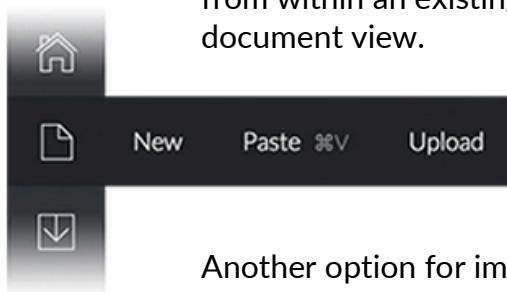 from within an existing
document view.
New Paste ⌘V Upload
Another option for im